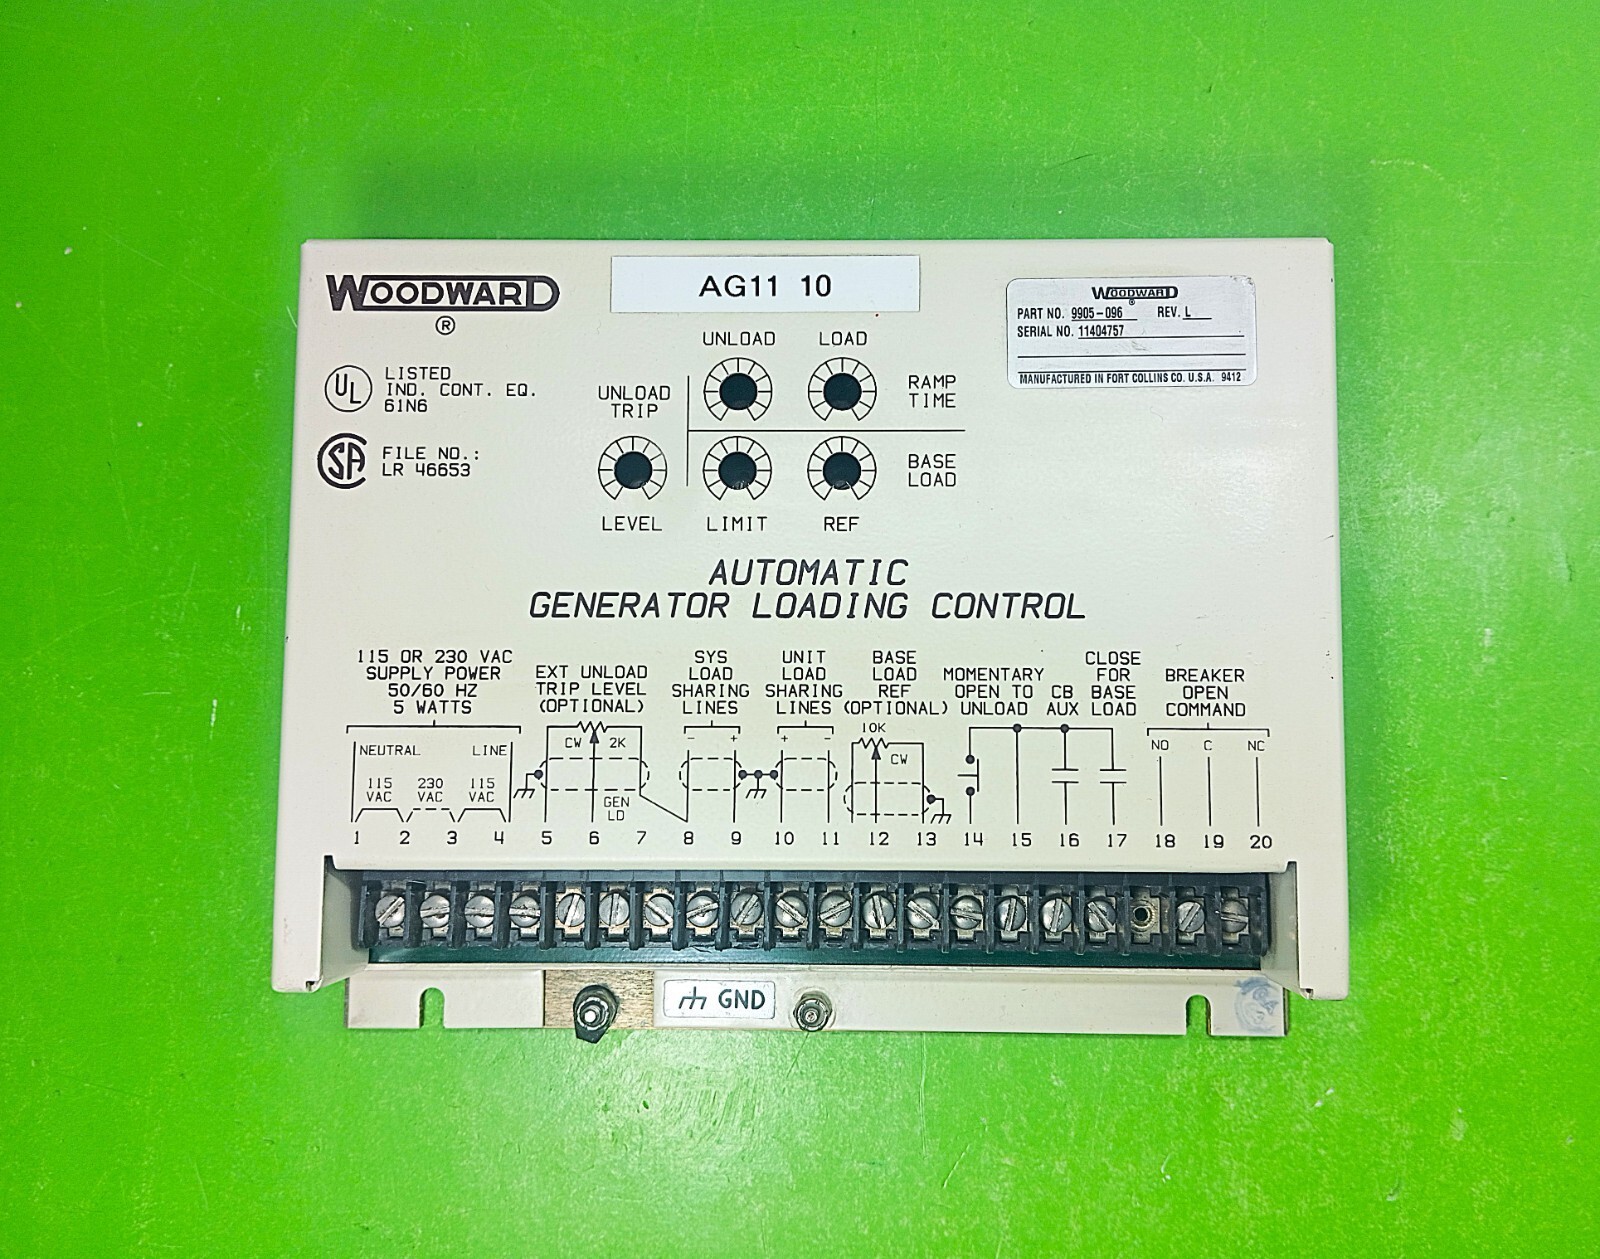 WOODWARD
®
AG11 10
WOODWARD
®
PART NO. 9905-096 REV. L
SERIAL NO. 11404757
MANUFACTURED IN FORT COLLINS CO. U.S.A. 9412
UL
LISTED
IND. CONT. EQ.
61N6
SA
FILE NO.:
LR 46653
UNLOAD LOAD
RAMP
TIME
UNLOAD
TRIP
BASE
LOAD
LEVEL LIMIT REF
AUTOMATIC
GENERATOR LOADING CONTROL
115 OR 230 VAC
SUPPLY POWER
50/60 HZ
5 WATTS
NEUTRAL LINE
115
VAC
230
VAC
115
VAC
EXT UNLOAD
TRIP LEVEL
(OPTIONAL)
CW 2K
GEN
LD
SYS
LOAD
SHARING
LINES
- +
UNIT
LOAD
SHARING
LINES
+ -
BASE
LOAD
REF
(OPTIONAL)
10K
CW
MOMENTARY
OPEN TO
UNLOAD
CB
AUX
CLOSE
FOR
BASE
LOAD
BREAKER
OPEN
COMMAND
NO C NC
1 2 3 4 5 6 7 8 9 10 11 12 13 14 15 16 17 18 19 20
GND